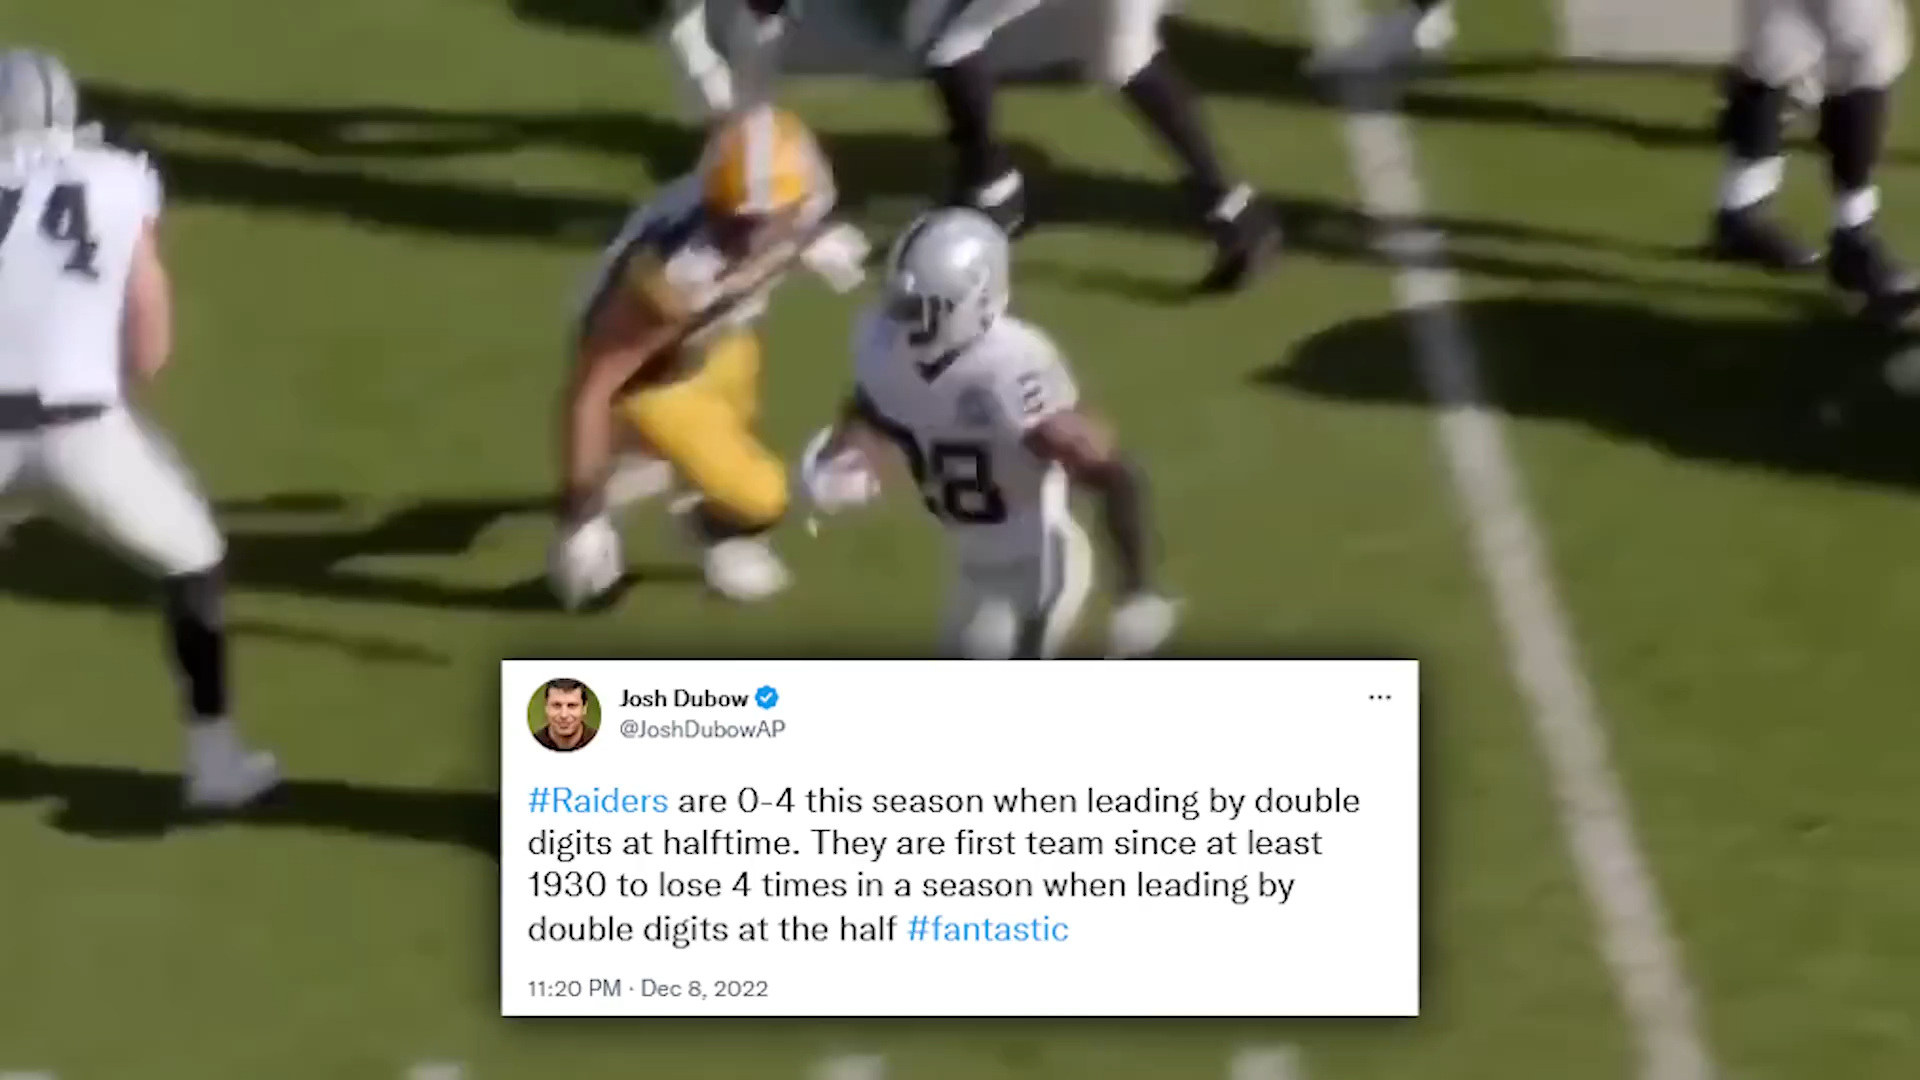 74
28
Josh Dubow
@JoshDubowAP
#Raiders are 0-4 this season when leading by double
digits at halftime. They are first team since at least
1930 to lose 4 times in a season when leading by
double digits at the half #fantastic
11:20 PM · Dec 8, 2022